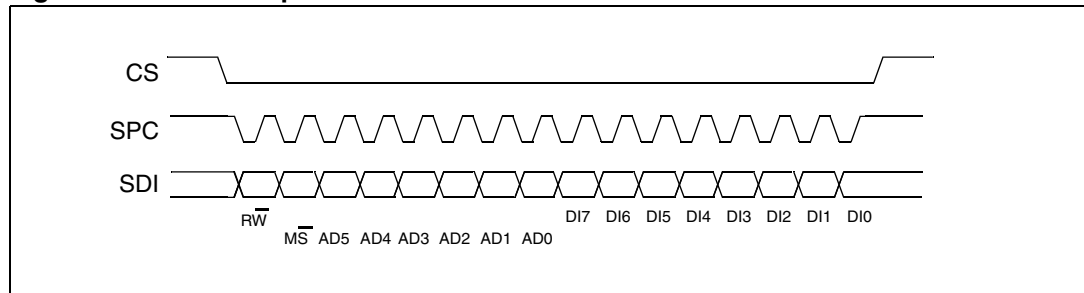 CS
SPC
SDI
RW̅ DI7 DI6 DI5 DI4 DI3 DI2 DI1 DI0
MS̅ AD5 AD4 AD3 AD2 AD1 AD0